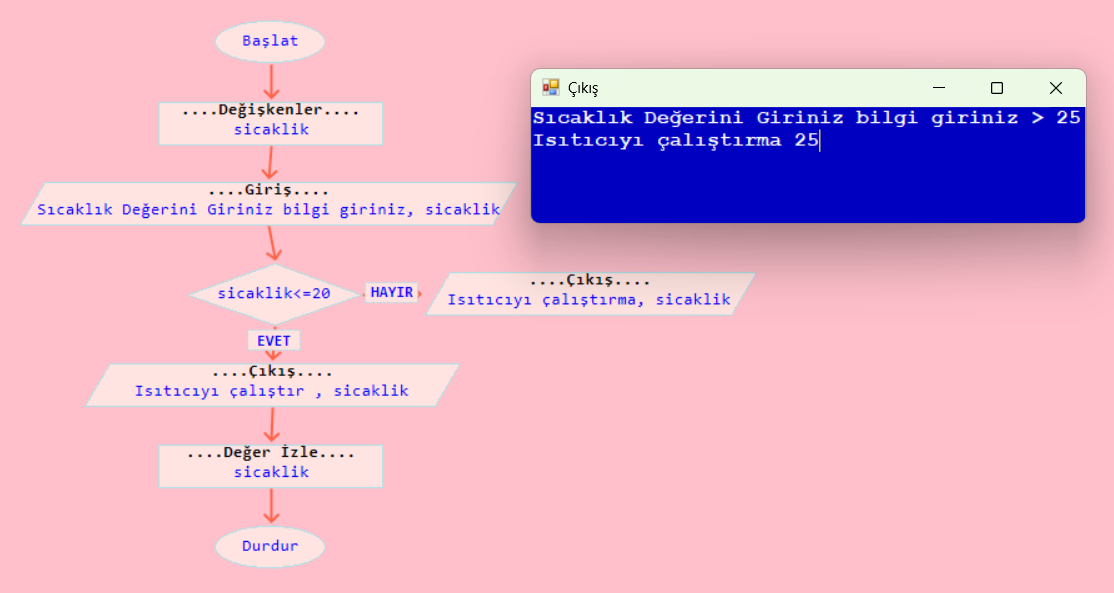 Başlat
....Değişkenler....
sicaklik
....Giriş....
Sıcaklık Değerini Giriniz bilgi giriniz, sicaklik
sicaklik<=20
HAYIR
....Çıkış....
Isıtıcıyı çalıştırma, sicaklik
EVET
....Çıkış....
Isıtıcıyı çalıştır , sicaklik
....Değer İzle....
sicaklik
Durdur
Çıkış
Sıcaklık Değerini Giriniz bilgi giriniz > 25
Isıtıcıyı çalıştırma 25